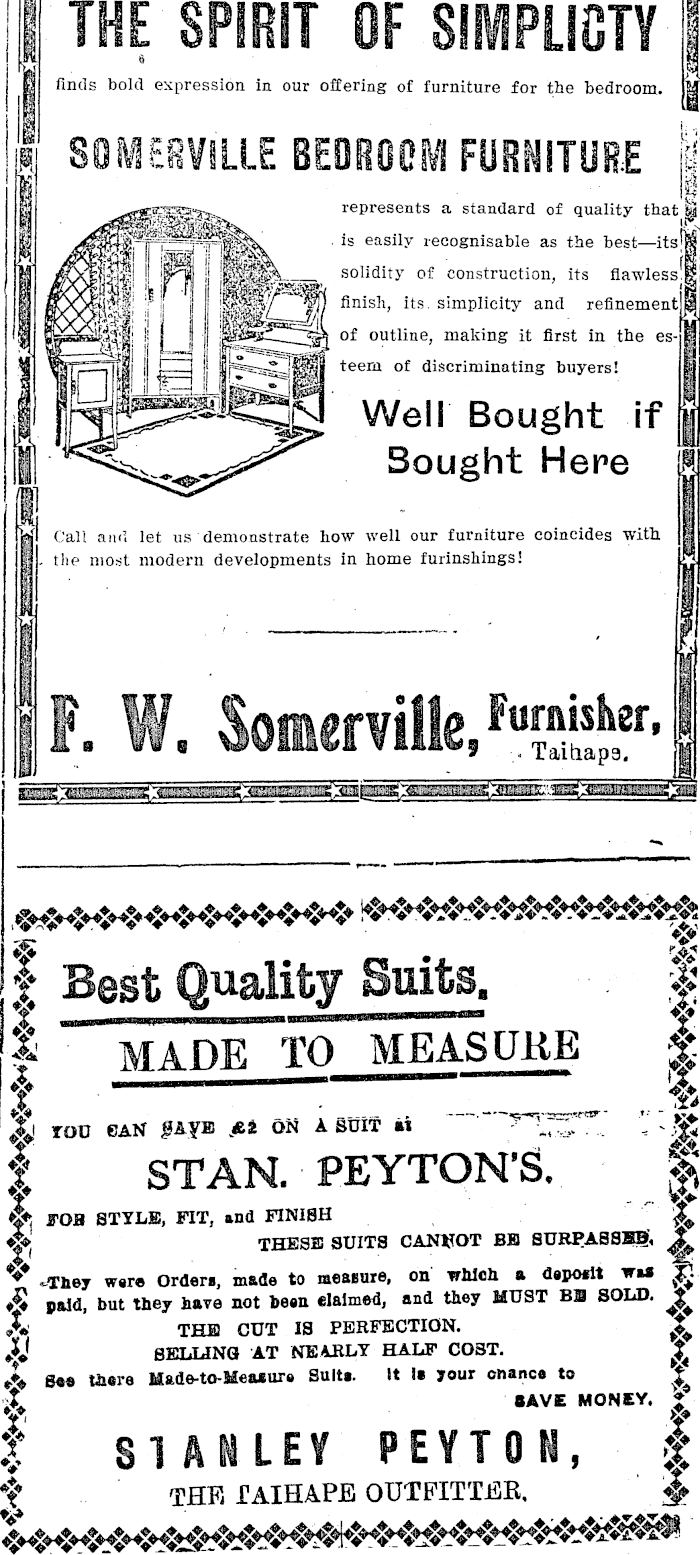 THE SPIRIT OF SIMPLICTY
finds bold expression in our offering of furniture for the bedroom.
SOMERVILLE BEDROOM FURNITURE
represents a standard of quality that
is easily recognisable as the best—its
solidity of construction, its flawless
finish, its simplicity and refinement
of outline, making it first in the es-
teem of discriminating buyers!
Well Bought if
Bought Here
Call and let us demonstrate how well our furniture coincides with
the most modern developments in home furinshings!
F. W. Somerville, Furnisher,
Taihape.
Best Quality Suits.
MADE TO MEASURE
YOU CAN SAVE £2 ON A SUIT at
STAN. PEYTON'S.
FOR STYLE, FIT, and FINISH
THESE SUITS CANNOT BE SURPASSED.
They were Orders, made to measure, on which a deposit was
paid, but they have not been claimed, and they MUST BE SOLD.
THE CUT IS PERFECTION.
SELLING AT NEARLY HALF COST.
See there Made-to-Measure Suits. It is your chance to
SAVE MONEY.
STANLEY PEYTON,
THE TAIHAPE OUTFITTER.